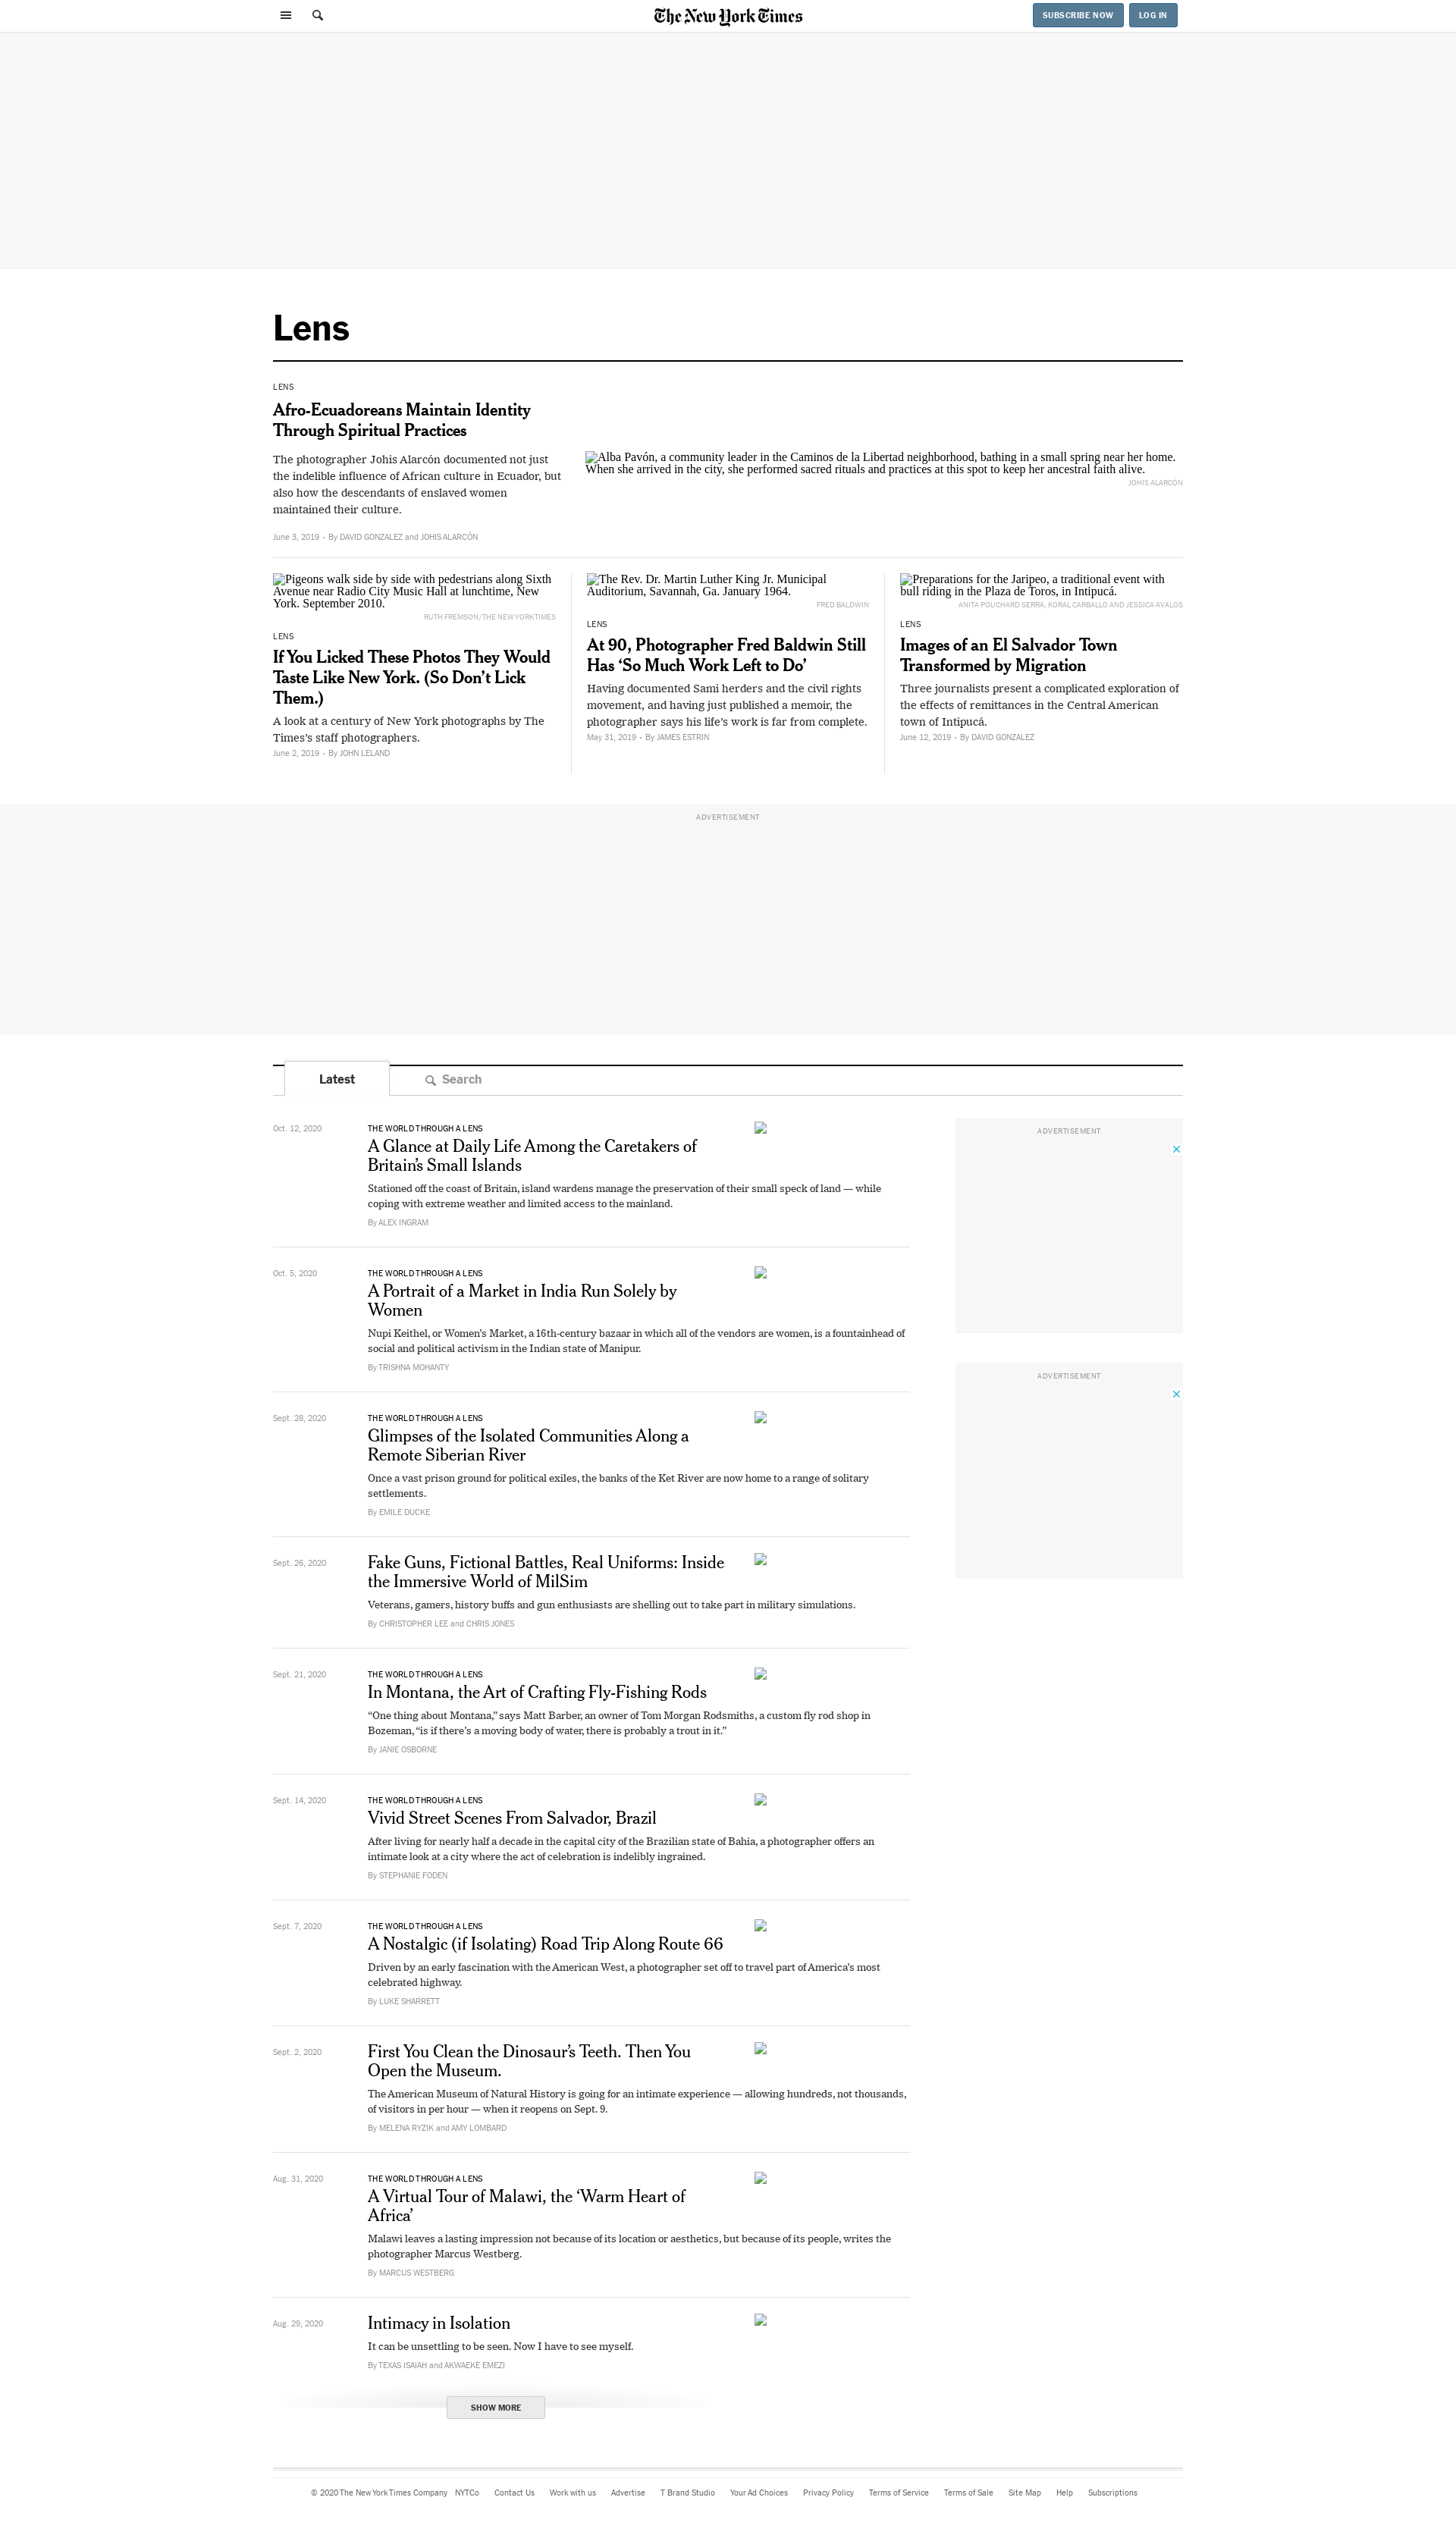 The New York Times
SUBSCRIBE NOW
LOG IN
Lens
LENS
Afro-Ecuadoreans Maintain Identity
Through Spiritual Practices
The photographer Johis Alarcón documented not just
the indelible influence of African culture in Ecuador, but
also how the descendants of enslaved women
maintained their culture.
June 3, 2019 • By DAVID GONZALEZ and JOHIS ALARCÓN
Alba Pavón, a community leader in the Caminos de la Libertad neighborhood, bathing in a small spring near her home.
When she arrived in the city, she performed sacred rituals and practices at this spot to keep her ancestral faith alive.
JOHIS ALARCÓN
Pigeons walk side by side with pedestrians along Sixth
Avenue near Radio City Music Hall at lunchtime, New
York. September 2010.
RUTH FREMSON/THE NEW YORK TIMES
LENS
If You Licked These Photos They Would
Taste Like New York. (So Don’t Lick
Them.)
A look at a century of New York photographs by The
Times’s staff photographers.
June 2, 2019 • By JOHN LELAND
The Rev. Dr. Martin Luther King Jr. Municipal
Auditorium, Savannah, Ga. January 1964.
FRED BALDWIN
LENS
At 90, Photographer Fred Baldwin Still
Has ‘So Much Work Left to Do’
Having documented Sami herders and the civil rights
movement, and having just published a memoir, the
photographer says his life’s work is far from complete.
May 31, 2019 • By JAMES ESTRIN
Preparations for the Jaripeo, a traditional event with
bull riding in the Plaza de Toros, in Intipucá.
ANITA POUCHARD SERRA, KORAL CARBALLO AND JESSICA AVALOS
LENS
Images of an El Salvador Town
Transformed by Migration
Three journalists present a complicated exploration of
the effects of remittances in the Central American
town of Intipucá.
June 12, 2019 • By DAVID GONZALEZ
ADVERTISEMENT
Latest
Search
Oct. 12, 2020
THE WORLD THROUGH A LENS
A Glance at Daily Life Among the Caretakers of
Britain’s Small Islands
Stationed off the coast of Britain, island wardens manage the preservation of their small speck of land — while
coping with extreme weather and limited access to the mainland.
By ALEX INGRAM
Oct. 5, 2020
THE WORLD THROUGH A LENS
A Portrait of a Market in India Run Solely by
Women
Nupi Keithel, or Women’s Market, a 16th-century bazaar in which all of the vendors are women, is a fountainhead of
social and political activism in the Indian state of Manipur.
By TRISHNA MOHANTY
Sept. 28, 2020
THE WORLD THROUGH A LENS
Glimpses of the Isolated Communities Along a
Remote Siberian River
Once a vast prison ground for political exiles, the banks of the Ket River are now home to a range of solitary
settlements.
By EMILE DUCKE
Sept. 26, 2020
Fake Guns, Fictional Battles, Real Uniforms: Inside
the Immersive World of MilSim
Veterans, gamers, history buffs and gun enthusiasts are shelling out to take part in military simulations.
By CHRISTOPHER LEE and CHRIS JONES
Sept. 21, 2020
THE WORLD THROUGH A LENS
In Montana, the Art of Crafting Fly-Fishing Rods
“One thing about Montana,” says Matt Barber, an owner of Tom Morgan Rodsmiths, a custom fly rod shop in
Bozeman, “is if there’s a moving body of water, there is probably a trout in it.”
By JANIE OSBORNE
Sept. 14, 2020
THE WORLD THROUGH A LENS
Vivid Street Scenes From Salvador, Brazil
After living for nearly half a decade in the capital city of the Brazilian state of Bahia, a photographer offers an
intimate look at a city where the act of celebration is indelibly ingrained.
By STEPHANIE FODEN
Sept. 7, 2020
THE WORLD THROUGH A LENS
A Nostalgic (if Isolating) Road Trip Along Route 66
Driven by an early fascination with the American West, a photographer set off to travel part of America’s most
celebrated highway.
By LUKE SHARRETT
Sept. 2, 2020
First You Clean the Dinosaur’s Teeth. Then You
Open the Museum.
The American Museum of Natural History is going for an intimate experience — allowing hundreds, not thousands,
of visitors in per hour — when it reopens on Sept. 9.
By MELENA RYZIK and AMY LOMBARD
Aug. 31, 2020
THE WORLD THROUGH A LENS
A Virtual Tour of Malawi, the ‘Warm Heart of
Africa’
Malawi leaves a lasting impression not because of its location or aesthetics, but because of its people, writes the
photographer Marcus Westberg.
By MARCUS WESTBERG
Aug. 29, 2020
Intimacy in Isolation
It can be unsettling to be seen. Now I have to see myself.
By TEXAS ISAIAH and AKWAEKE EMEZI
SHOW MORE
ADVERTISEMENT
ADVERTISEMENT
© 2020 The New York Times Company NYTCo Contact Us Work with us Advertise T Brand Studio Your Ad Choices Privacy Policy Terms of Service Terms of Sale Site Map Help Subscriptions